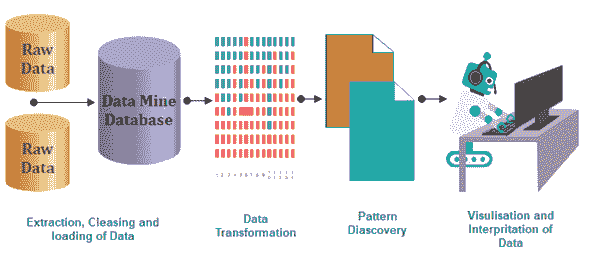 Raw
Data
Data Mine
Database
Raw
Data
Extraction, Cleasing and
loading of Data
Data
Transformation
Pattern
Diascovery
Visulisation and
Interpritation of
Data